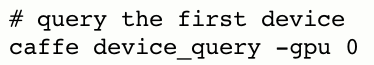 # query the first device
caffe device_query -gpu 0